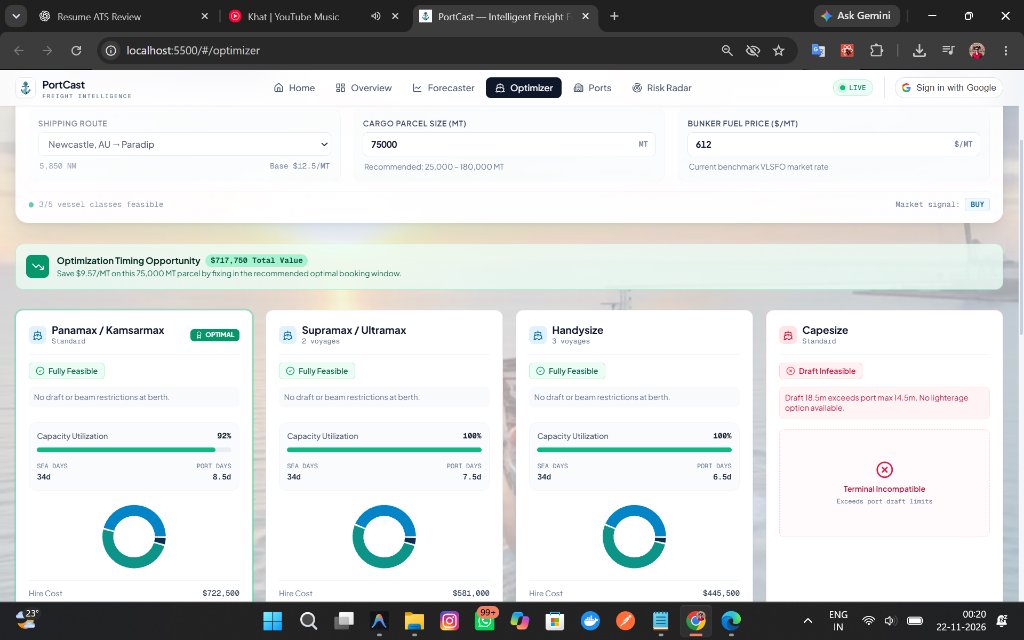 Resume ATS Review
Khat | YouTube Music
PortCast — Intelligent Freight F
Ask Gemini
localhost:5500/#/optimizer
PortCast
FREIGHT INTELLIGENCE
Home
Overview
Forecaster
Optimizer
Ports
Risk Radar
LIVE
Sign in with Google
SHIPPING ROUTE
Newcastle, AU → Paradip
5,850 NM
Base $12.5/MT
CARGO PARCEL SIZE (MT)
75000
MT
Recommended: 25,000 – 180,000 MT
BUNKER FUEL PRICE ($/MT)
612
$/MT
Current benchmark VLSFO market rate
3/5 vessel classes feasible
Market signal: BUY
Optimization Timing Opportunity
$717,750 Total Value
Save $9.57/MT on this 75,000 MT parcel by fixing in the recommended optimal booking window.
Panamax / Kamsarmax
Standard
OPTIMAL
Fully Feasible
No draft or beam restrictions at berth.
Capacity Utilization
92%
SEA DAYS
PORT DAYS
34d
8.5d
Hire Cost
$722,500
Supramax / Ultramax
2 voyages
Fully Feasible
No draft or beam restrictions at berth.
Capacity Utilization
100%
SEA DAYS
PORT DAYS
34d
7.5d
Hire Cost
$581,000
Handysize
3 voyages
Fully Feasible
No draft or beam restrictions at berth.
Capacity Utilization
100%
SEA DAYS
PORT DAYS
34d
6.5d
Hire Cost
$445,500
Capesize
Standard
Draft Infeasible
Draft 18.5m exceeds port max 14.5m. No lighterage
option available.
Terminal Incompatible
Exceeds port draft limits
23°
99+
ENG
IN
00:20
22-11-2026